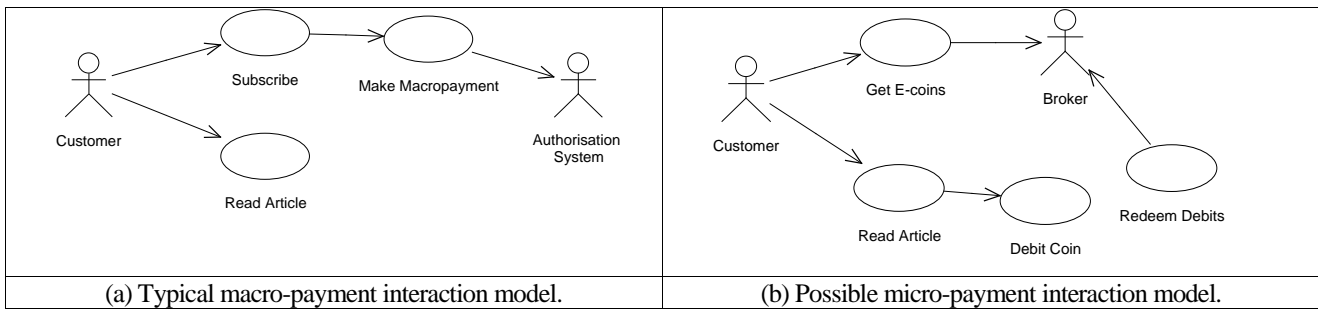 Subscribe
Make Macropayment
Customer
Authorisation
System
Read Article
(a) Typical macro-payment interaction model.
Get E-coins
Broker
Customer
Redeem Debits
Read Article
Debit Coin
(b) Possible micro-payment interaction model.